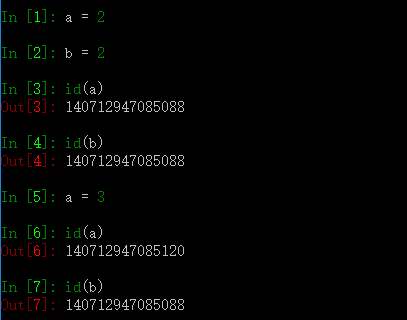 In [1]: a = 2
In [2]: b = 2
In [3]: id(a)
Out[3]: 140712947085088
In [4]: id(b)
Out[4]: 140712947085088
In [5]: a = 3
In [6]: id(a)
Out[6]: 140712947085120
In [7]: id(b)
Out[7]: 140712947085088